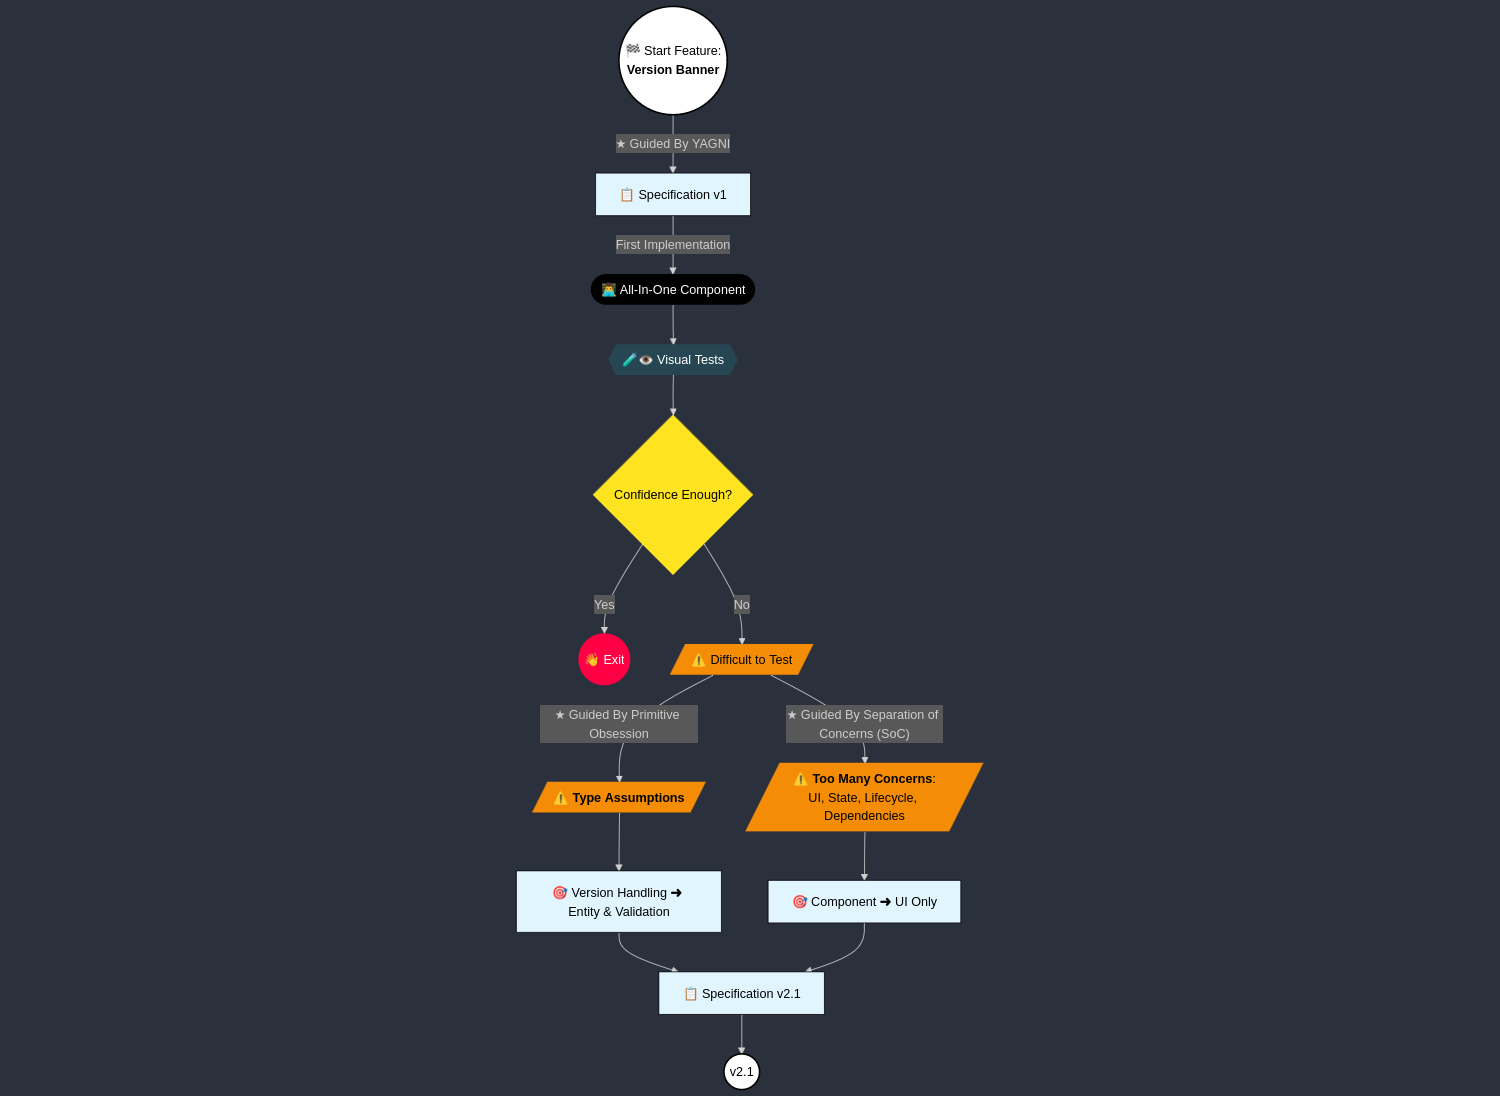 🏁 Start Feature:
Version Banner
★ Guided By YAGNI
📋 Specification v1
First Implementation
👨‍💻 All-In-One Component
🧪👁️ Visual Tests
Confidence Enough?
Yes
No
👋 Exit
⚠️ Difficult to Test
★ Guided By Primitive
Obsession
★ Guided By Separation of
Concerns (SoC)
⚠️ Type Assumptions
⚠️ Too Many Concerns:
UI, State, Lifecycle,
Dependencies
🎯 Version Handling ➜
Entity & Validation
🎯 Component ➜ UI Only
📋 Specification v2.1
v2.1